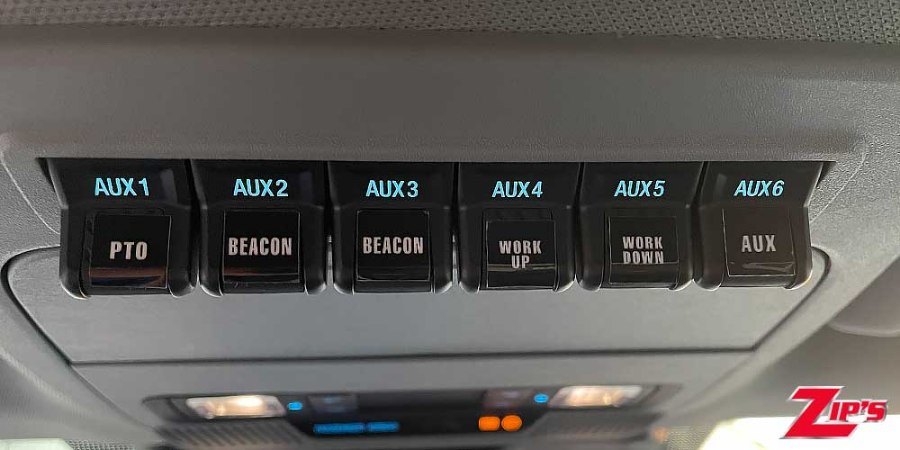 AUX1 AUX2 AUX3 AUX4 AUX5 AUX6
PTO
BEACON
BEACON
WORK
UP
WORK
DOWN
AUX
ZIP'S